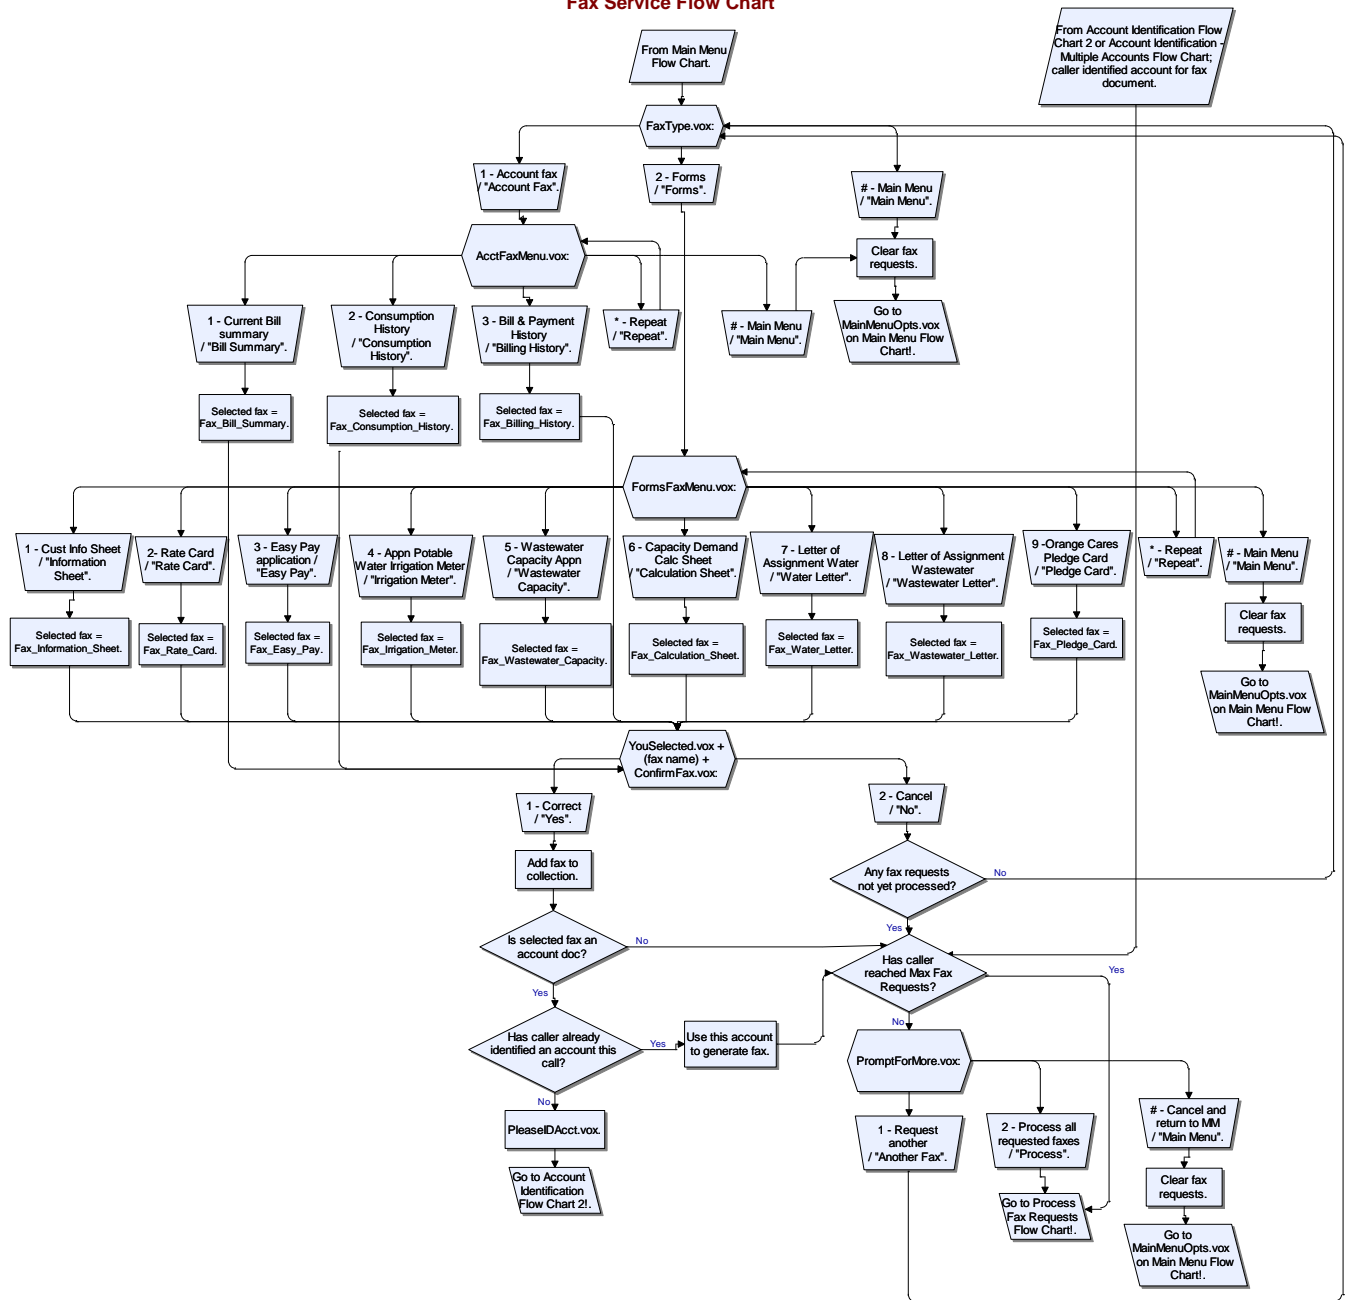 Fax Service Flow Chart
From Main Menu
Flow Chart.
From Account Identification Flow
Chart 2 or Account Identification -
Multiple Accounts Flow Chart;
caller identified account for fax
document.
FaxType.vox:
1 - Account fax
/ "Account Fax".
2 - Forms
/ "Forms".
# - Main Menu
/ "Main Menu".
AcctFaxMenu.vox:
Clear fax
requests.
1 - Current Bill
summary
/ "Bill Summary".
2 - Consumption
History
/ "Consumption
History".
3 - Bill & Payment
History
/ "Billing History".
* - Repeat
/ "Repeat".
# - Main Menu
/ "Main Menu".
Go to
MainMenuOpts.vox
on Main Menu Flow
Chart!.
Selected fax =
Fax_Bill_Summary.
Selected fax =
Fax_Consumption_History.
Selected fax =
Fax_Billing_History.
FormsFaxMenu.vox:
1 - Cust Info Sheet
/ "Information
Sheet".
2- Rate Card
/ "Rate Card".
3 - Easy Pay
application /
"Easy Pay".
4 - Appn Potable
Water Irrigation Meter
/ "Irrigation Meter".
5 - Wastewater
Capacity Appn
/ "Wastewater
Capacity".
6 - Capacity Demand
Calc Sheet
/ "Calculation Sheet".
7 - Letter of
Assignment Water
/ "Water Letter".
8 - Letter of Assignment
Wastewater
/ "Wastewater Letter".
9 -Orange Cares
Pledge Card
/ "Pledge Card".
* - Repeat
/ "Repeat".
# - Main Menu
/ "Main Menu".
Selected fax =
Fax_Information_Sheet.
Selected fax =
Fax_Rate_Card.
Selected fax =
Fax_Easy_Pay.
Selected fax =
Fax_Irrigation_Meter.
Selected fax =
Fax_Wastewater_Capacity.
Selected fax =
Fax_Calculation_Sheet.
Selected fax =
Fax_Water_Letter.
Selected fax =
Fax_Wastewater_Letter.
Selected fax =
Fax_Pledge_Card.
Clear fax
requests.
Go to
MainMenuOpts.vox
on Main Menu Flow
Chart!.
YouSelected.vox +
(fax name) +
ConfirmFax.vox:
1 - Correct
/ "Yes".
2 - Cancel
/ "No".
Add fax to
collection.
Any fax requests
not yet processed?
No
Yes
Is selected fax an
account doc?
No
Yes
Has caller
reached Max Fax
Requests?
Yes
No
Has caller already
identified an account this
call?
Yes
No
Use this account
to generate fax.
PromptForMore.vox:
PleaseIDAcct.vox.
1 - Request
another
/ "Another Fax".
2 - Process all
requested faxes
/ "Process".
# - Cancel and
return to MM
/ "Main Menu".
Go to Account
Identification
Flow Chart 2!.
Go to Process
Fax Requests
Flow Chart!.
Clear fax
requests.
Go to
MainMenuOpts.vox
on Main Menu Flow
Chart!.